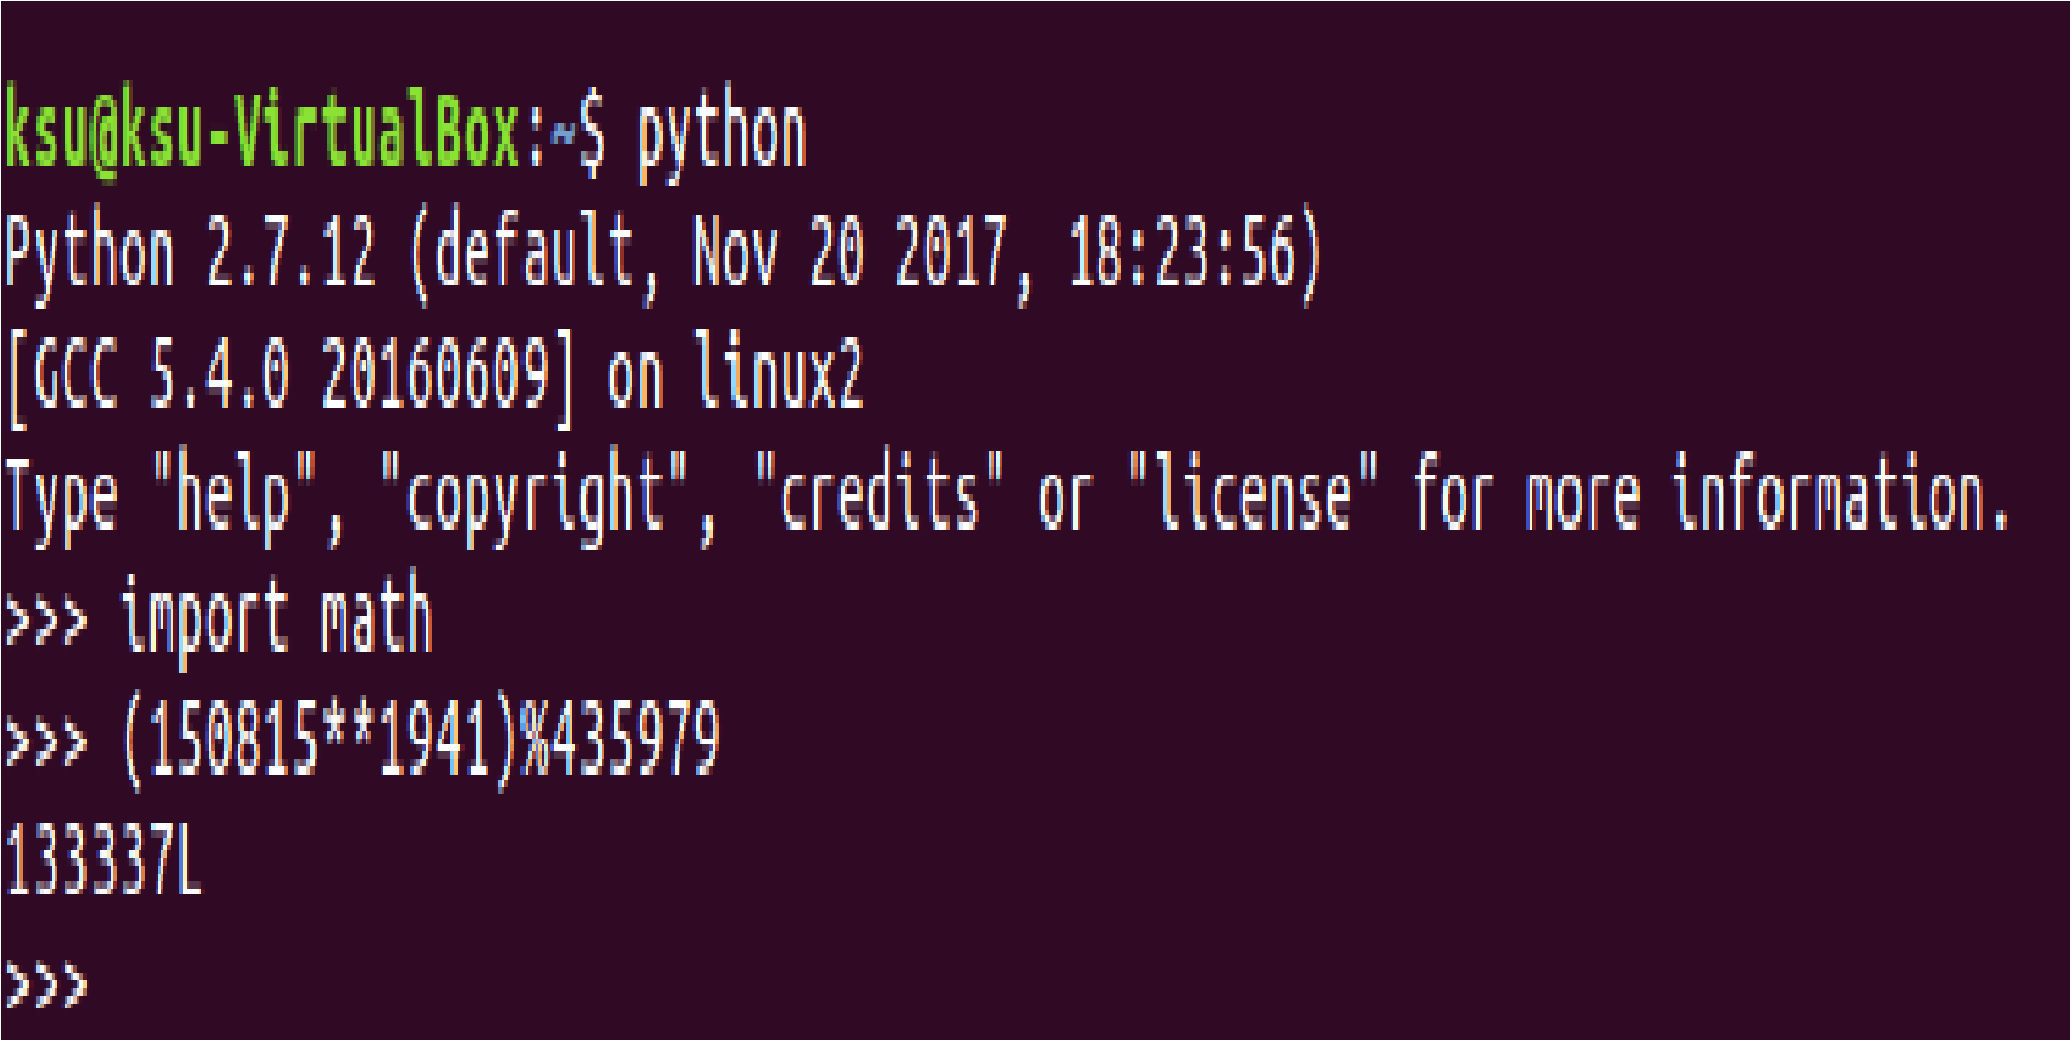 ksu@ksu-VirtualBox:~$ python
Python 2.7.12 (default, Nov 20 2017, 18:23:56)
[GCC 5.4.0 20160609] on linux2
Type "help", "copyright", "credits" or "license" for more information.
>>> import math
>>> (150815**1941)%435979
133337L
>>>